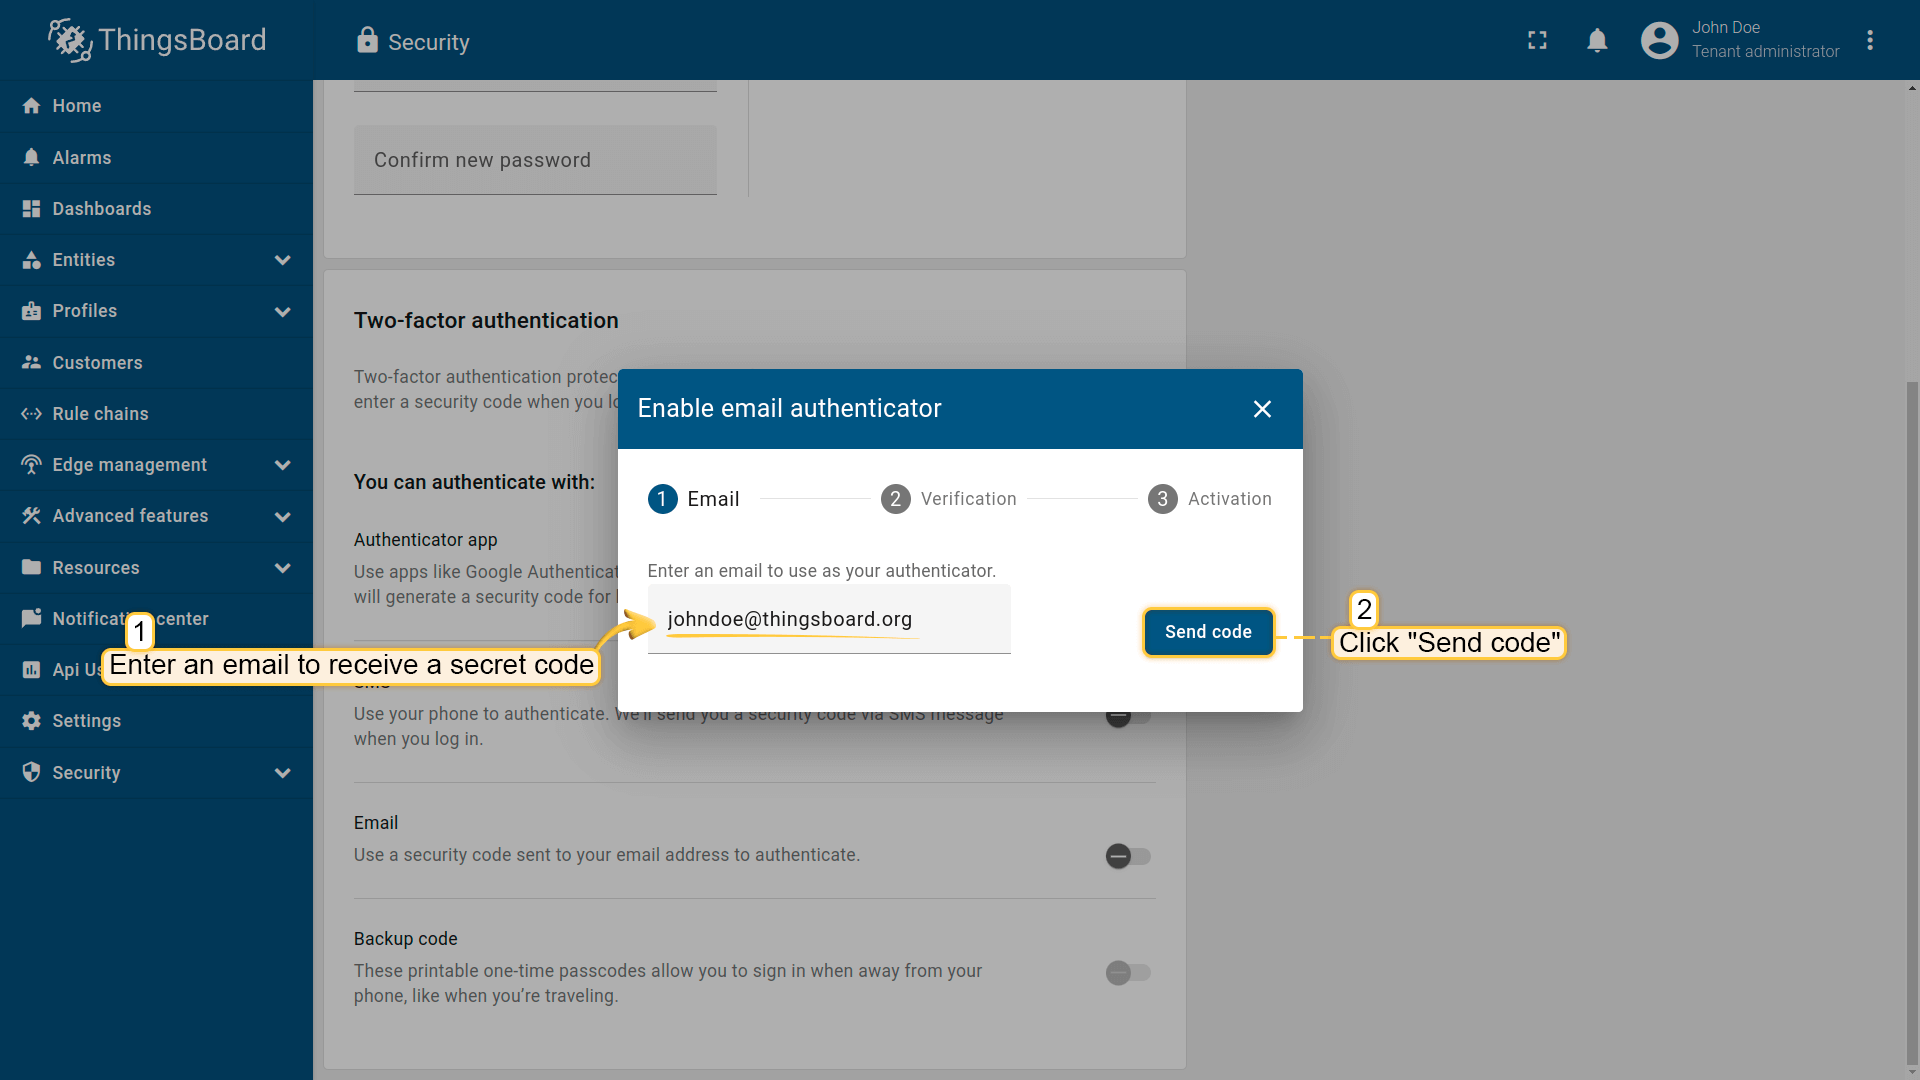 ThingsBoard
Security
John Doe
Tenant administrator
Home
Alarms
Dashboards
Entities
Profiles
Customers
Rule chains
Edge management
Advanced features
Resources
Notificati center
Api Us
Settings
Security
Confirm new password
Two-factor authentication
Two-factor authentication protec
enter a security code when you lo
You can authenticate with:
Authenticator app
Use apps like Google Authenticat
will generate a security code for
Use your phone to authenticate. We'll send you a security code via SMS message
when you log in.
Email
Use a security code sent to your email address to authenticate.
Backup code
These printable one-time passcodes allow you to sign in when away from your
phone, like when you’re traveling.
Enable email authenticator
1 Email
2 Verification
3 Activation
Enter an email to use as your authenticator.
johndoe@thingsboard.org
Send code
1
Enter an email to receive a secret code
2
Click "Send code"